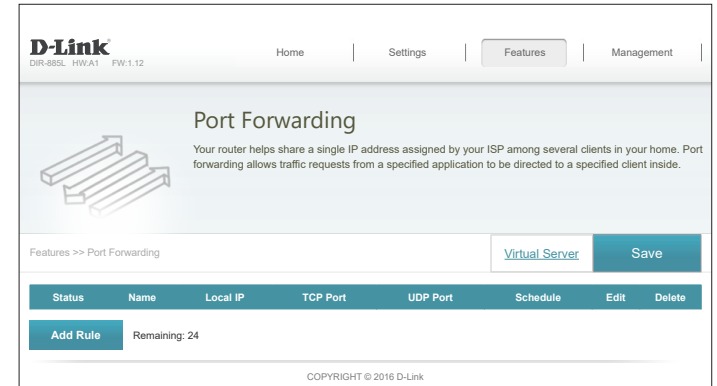 D-Link
DIR-885L HW:A1 FW:1.12
Home Settings Features Management
Port Forwarding
Your router helps share a single IP address assigned by your ISP among several clients in your home. Port
forwarding allows traffic requests from a specified application to be directed to a specified client inside.
Features >> Port Forwarding
Virtual Server
Save
Status Name Local IP TCP Port UDP Port Schedule Edit Delete
Add Rule
Remaining: 24
COPYRIGHT © 2016 D-Link